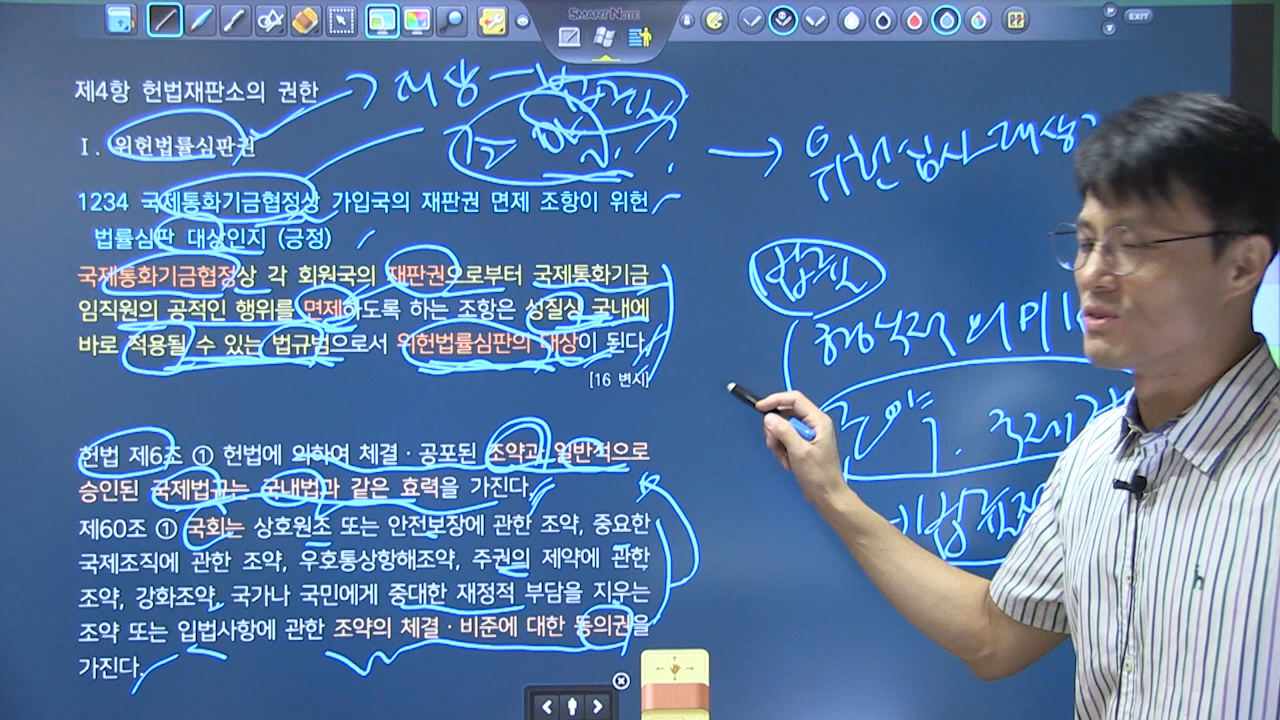 SMART NOTE
EXIT
제4항 헌법재판소의 권한
대상
Ⅰ. 위헌법률심판권
위헌심사대상
1234 국제통화기금협정상 가입국의 재판권 면제 조항이 위헌
법률심판 대상인지 (긍정)
국제통화기금협정상 각 회원국의 재판권으로부터 국제통화기금
임직원의 공적인 행위를 면제하도록 하는 조항은 성질상 국내에
바로 적용될 수 있는 법규범으로서 위헌법률심판의 대상이 된다.
[16 변시]
법률
형식적 의미
조약.
헌법 제6조 ① 헌법에 의하여 체결·공포된 조약과 일반적으로
승인된 국제법규는 국내법과 같은 효력을 가진다.
제60조 ① 국회는 상호원조 또는 안전보장에 관한 조약, 중요한
국제조직에 관한 조약, 우호통상항해조약, 주권의 제약에 관한
조약, 강화조약, 국가나 국민에게 중대한 재정적 부담을 지우는
조약 또는 입법사항에 관한 조약의 체결·비준에 대한 동의권을
가진다.